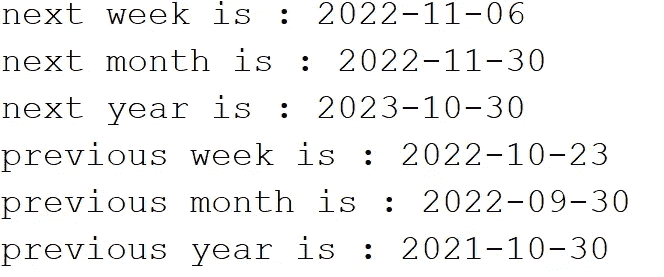 next week is : 2022-11-06
next month is : 2022-11-30
next year is : 2023-10-30
previous week is : 2022-10-23
previous month is : 2022-09-30
previous year is : 2021-10-30